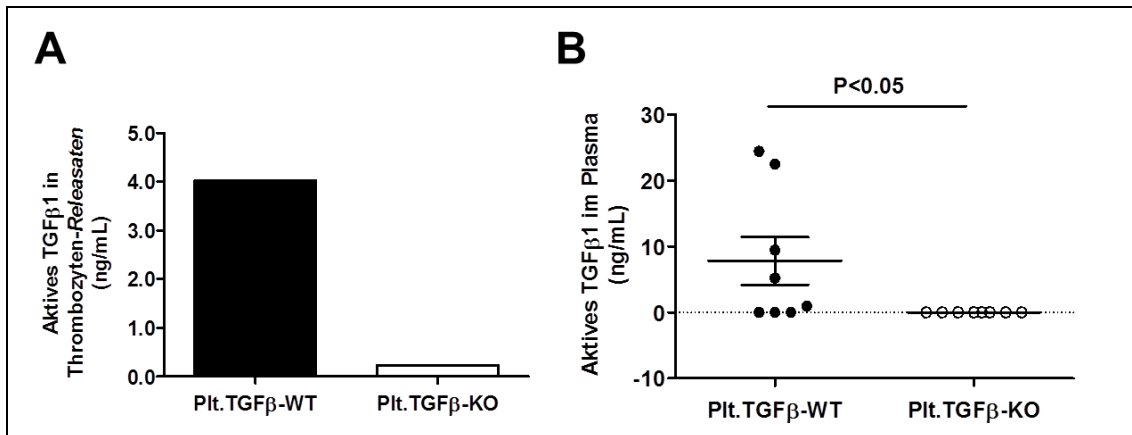 A
Aktives TGFβ1 in
Thrombozyten-Releasaten
(ng/mL)
5.0
4.0
3.0
2.0
1.0
0.0
Plt.TGFβ-WT
Plt.TGFβ-KO
B
P<0.05
Aktives TGFβ1 im Plasma
(ng/mL)
30
20
10
0
-10
Plt.TGFβ-WT
Plt.TGFβ-KO